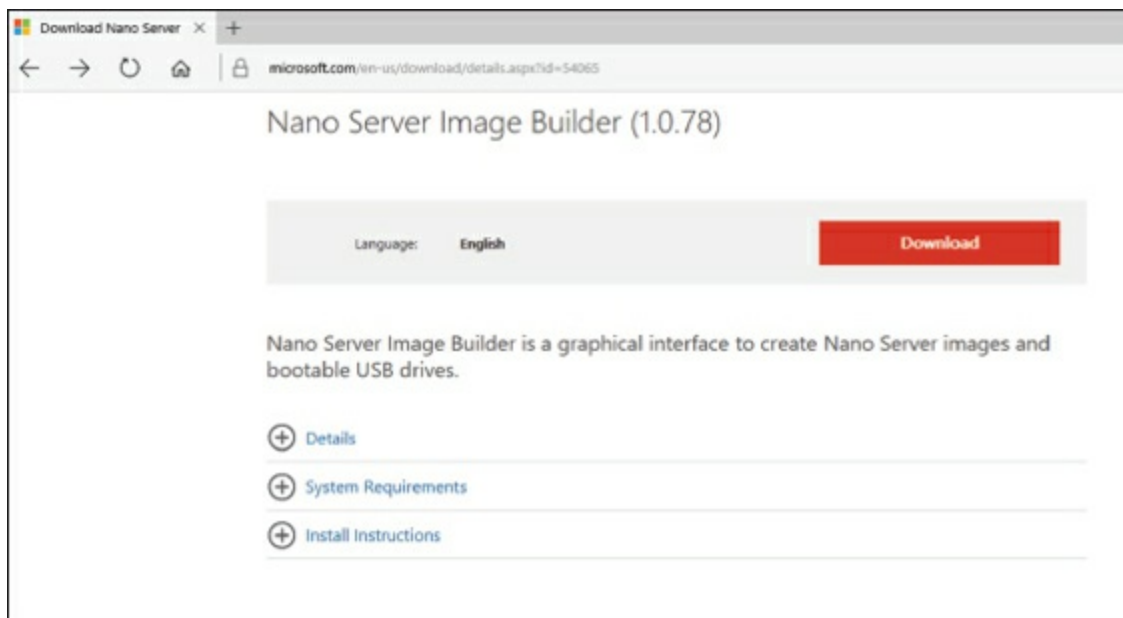 Download Nano Server
microsoft.com/en-us/download/details.aspx?id=54065
Nano Server Image Builder (1.0.78)
Language: English Download
Nano Server Image Builder is a graphical interface to create Nano Server images and
bootable USB drives.
Details
System Requirements
Install Instructions